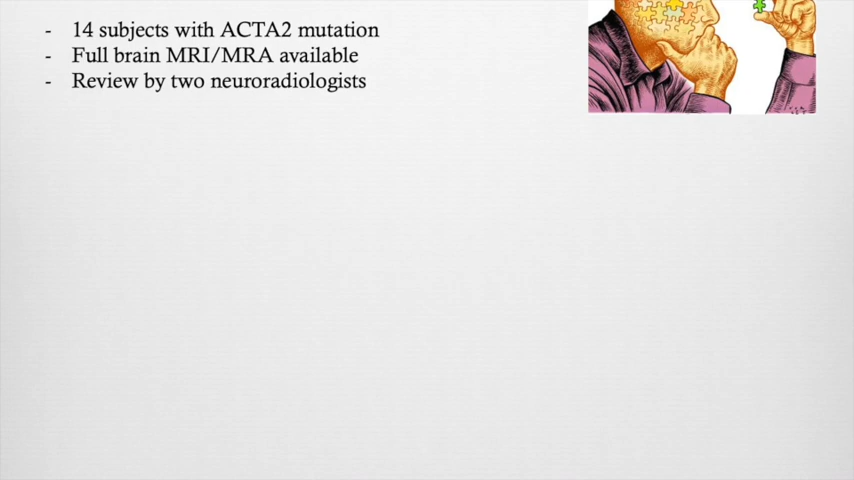 - 14 subjects with ACTA2 mutation
- Full brain MRI/MRA available
- Review by two neuroradiologists